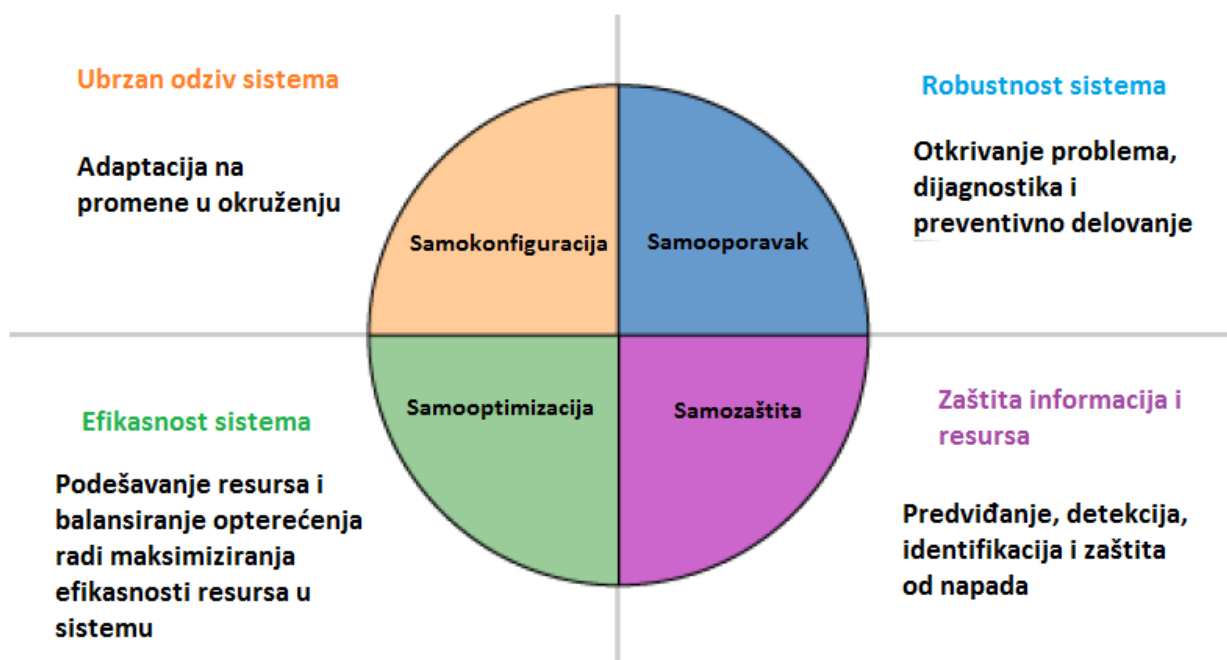 Ubrzan odziv sistema
Adaptacija na
promene u okruženju
Robustnost sistema
Otkrivanje problema,
dijagnostika i
preventivno delovanje
Samokonfiguracija
Samooporavak
Samooptimizacija
Samozaštita
Efikasnost sistema
Podešavanje resursa i
balansiranje opterećenja
radi maksimiziranja
efikasnosti resursa u
sistemu
Zaštita informacija i
resursa
Predviđanje, detekcija,
identifikacija i zaštita
od napada